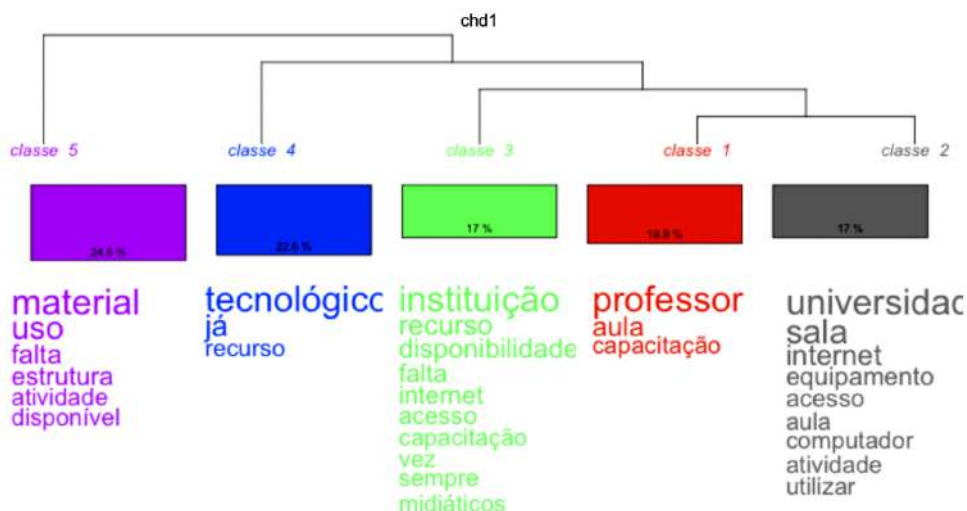 chd1
classe 5
classe 4
classe 3
classe 1
classe 2
24.5 %
22.6 %
17 %
18.9 %
17 %
material
uso
falta
estrutura
atividade
disponível
tecnológico
já
recurso
instituição
recurso
disponibilidade
falta
internet
acesso
capacitação
vez
sempre
midiáticos
professor
aula
capacitação
universidad
sala
internet
equipamento
acesso
aula
computador
atividade
utilizar